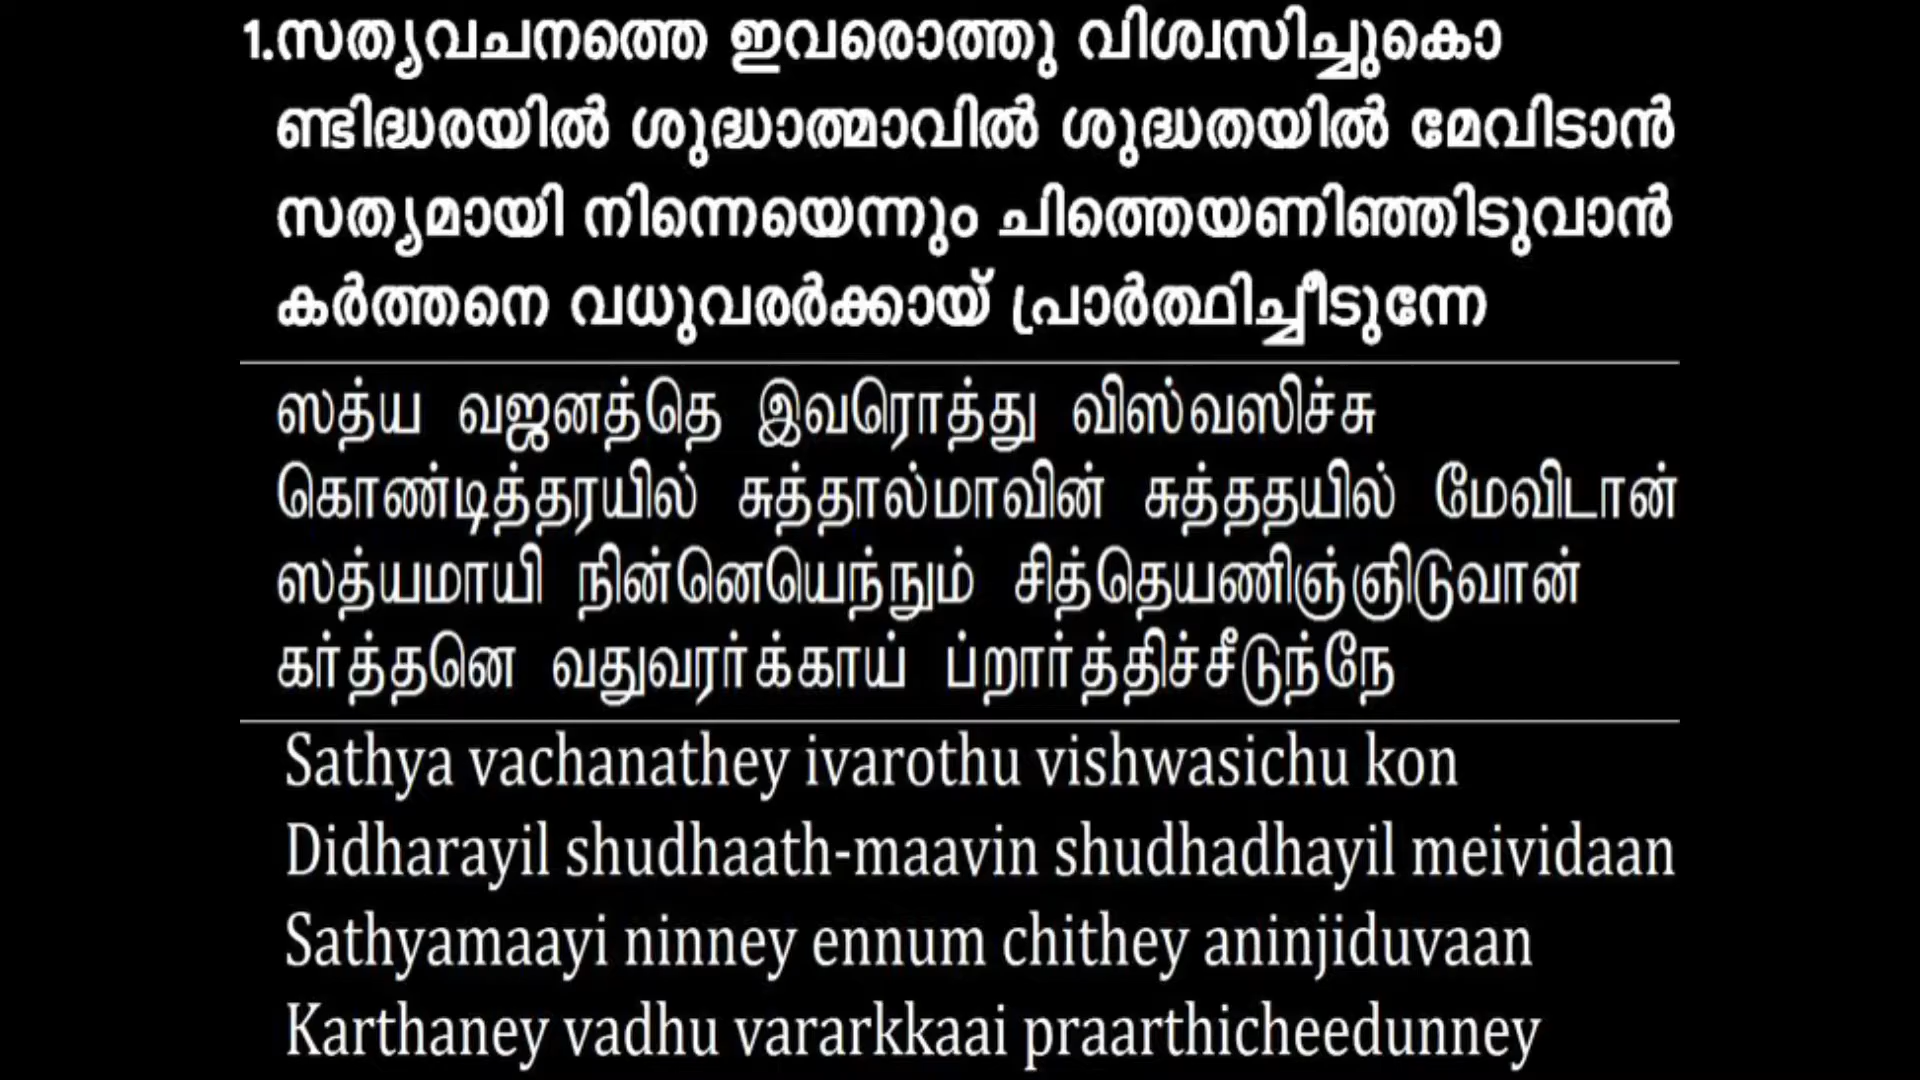 1.സത്യവചനത്തെ ഇവരൊത്തു വിശ്വസിച്ചുകൊ
ണ്ടിദ്ധരയിൽ ശുദ്ധാത്മാവിൽ ശുദ്ധതയിൽ മേവിടാൻ
സത്യമായി നിന്നെയെന്നും ചിത്തെയണിഞ്ഞിടുവാൻ
കർത്തനെ വധുവരർക്കായ് പ്രാർത്ഥിച്ചീടുന്നേ
ஸத்ய வஜனத்தெ இவரொத்து விஸ்வஸிச்சு
கொண்டித்தரயில் சுத்தால்மாவின் சுத்ததயில் மேவிடான்
ஸத்யமாயி நின்னெயெந்நும் சித்தெயணிஞ்ஞிடுவான்
கர்த்தனெ வதுவரர்க்காய் ப்றார்த்திச்சீடுந்நே
Sathya vachanathey ivarothu vishwasichu kon
Didharayil shudhaath-maavin shudhadhayil meividaan
Sathyamaayi ninney ennum chithey aninjiduvaan
Karthaney vadhu vararkkaai praarthicheedunney